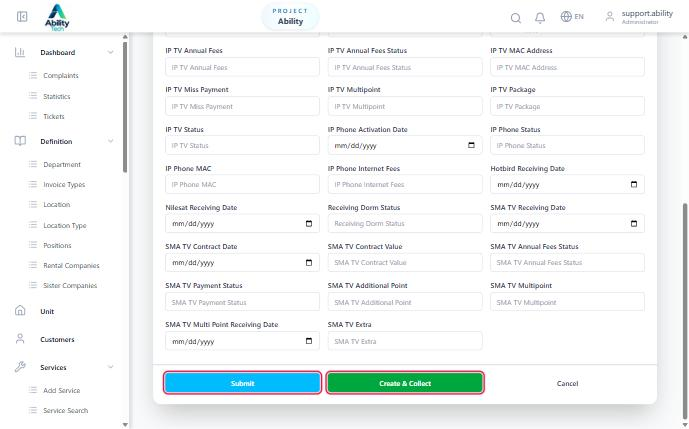 Ability
Tech
PROJECT
Ability
EN
support.ability
Administrator
Dashboard
Complaints
Statistics
Tickets
Definition
Department
Invoice Types
Location
Location Type
Positions
Rental Companies
Sister Companies
Unit
Customers
Services
Add Service
Service Search
IP TV Annual Fees
IP TV Annual Fees Status
IP TV MAC Address
IP TV Annual Fees
IP TV Annual Fees Status
IP TV MAC Address
IP TV Miss Payment
IP TV Multipoint
IP TV Package
IP TV Miss Payment
IP TV Multipoint
IP TV Package
IP TV Status
IP Phone Activation Date
IP Phone Status
IP TV Status
mm/dd/yyyy
IP Phone Status
IP Phone MAC
IP Phone Internet Fees
Hotbird Receiving Date
IP Phone MAC
IP Phone Internet Fees
mm/dd/yyyy
Nilesat Receiving Date
Receiving Dorm Status
SMA TV Receiving Date
mm/dd/yyyy
Receiving Dorm Status
mm/dd/yyyy
SMA TV Contract Date
SMA TV Contract Value
SMA TV Annual Fees Status
mm/dd/yyyy
SMA TV Contract Value
SMA TV Annual Fees Status
SMA TV Payment Status
SMA TV Additional Point
SMA TV Multipoint
SMA TV Payment Status
SMA TV Additional Point
SMA TV Multipoint
SMA TV Multi Point Receiving Date
SMA TV Extra
mm/dd/yyyy
SMA TV Extra
Submit
Create & Collect
Cancel